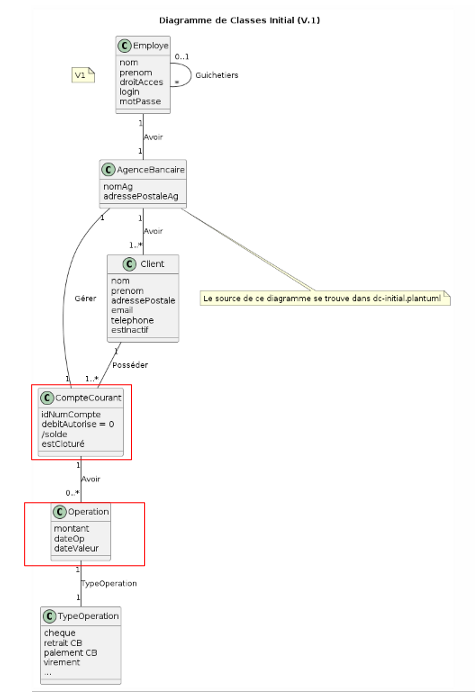 Diagramme de Classes Initial (V.1)
V1
C Employe
nom
prenom
droitAcces
login
motPasse
0..1
Guichetiers
*
1
Avoir
1
C AgenceBancaire
nomAg
adressePostaleAg
1
1
Avoir
1..*
C Client
nom
prenom
adressePostale
email
telephone
estInactif
Le source de ce diagramme se trouve dans dc-initial.plantuml
Gérer
1
Posséder
1
1..*
C CompteCourant
idNumCompte
debitAutorise = 0
/solde
estCloturé
1
Avoir
0..*
C Operation
montant
dateOp
dateValeur
1
TypeOperation
1
C TypeOperation
cheque
retrait CB
paiement CB
virement
...